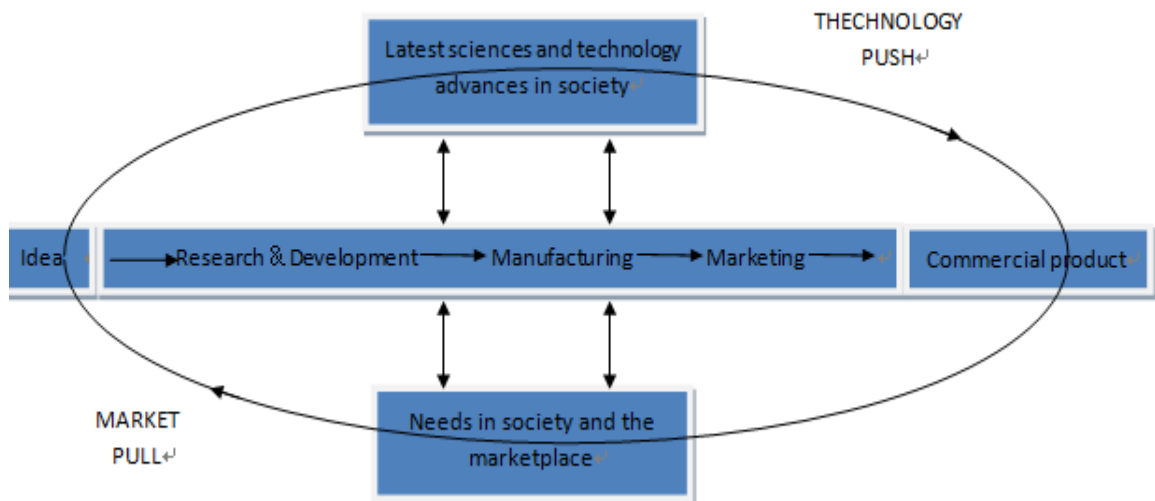 THECHNOLOGY
PUSH↵
Latest sciences and technology
advances in society↵
Idea ↵
Research & Development Manufacturing Marketing ↵
Commercial product↵
Needs in society and the
marketplace↵
MARKET
PULL↵